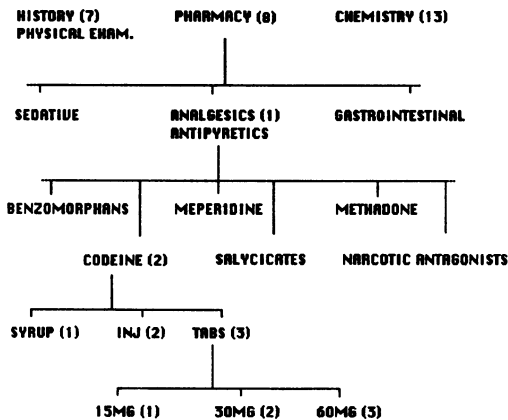 HISTORY (7) PHARMACY (8) CHEMISTRY (13)
PHYSICAL EXAM.
SEDATIVE ANALGESICS (1) GASTROINTESTINAL
ANTIPYRETICS
BENZOMORPHANS MEPERIDINE METHADONE
CODEINE (2) SALYCICATES NARCOTIC ANTAGONISTS
SYRUP (1) INJ (2) TABS (3)
15MG (1) 30MG (2) 60MG (3)